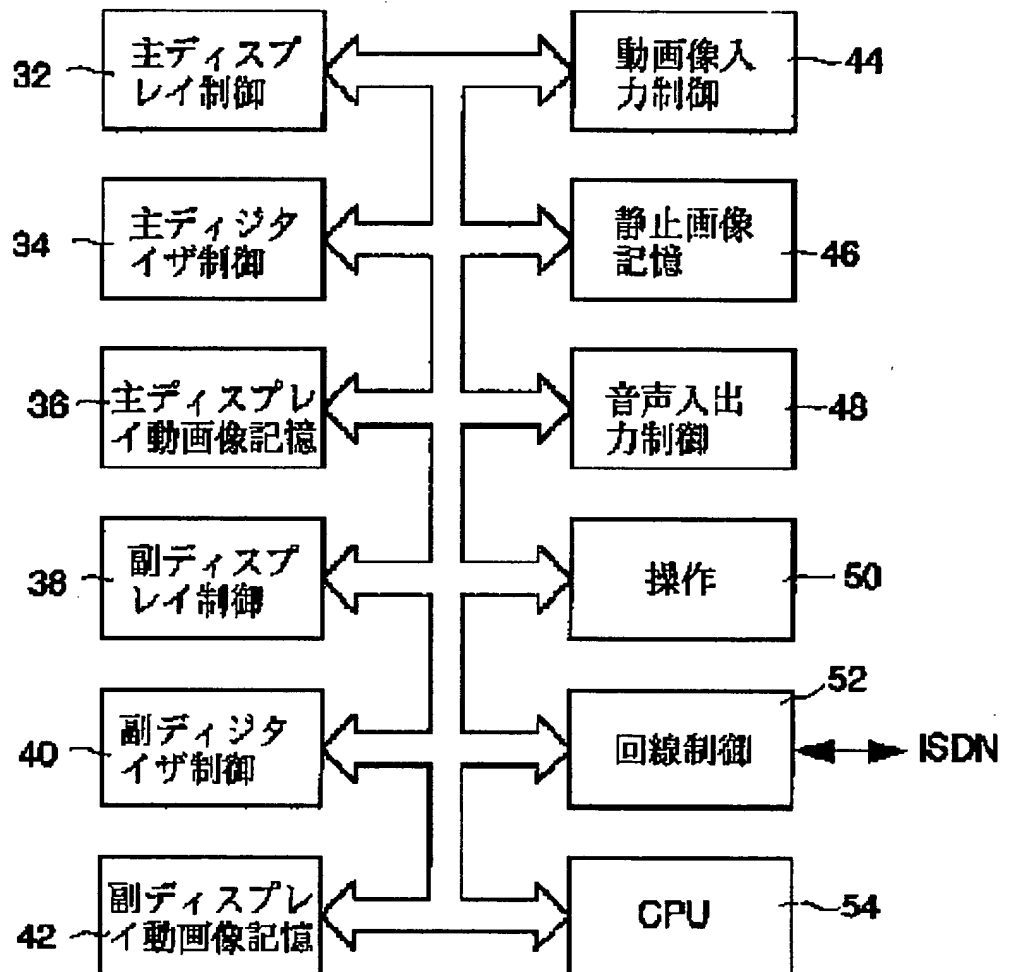 32
主ディスプ
レイ制御
動画像入
力制御
44
34
主ディジタ
イザ制御
静止画像
記憶
46
36
主ディスプレ
イ動画像記憶
音声入出
力制御
48
38
副ディスプ
レイ制御
操作
50
40
副ディジタ
イザ制御
52
回線制御
ISDN
42
副ディスプレ
イ動画像記憶
CPU
54